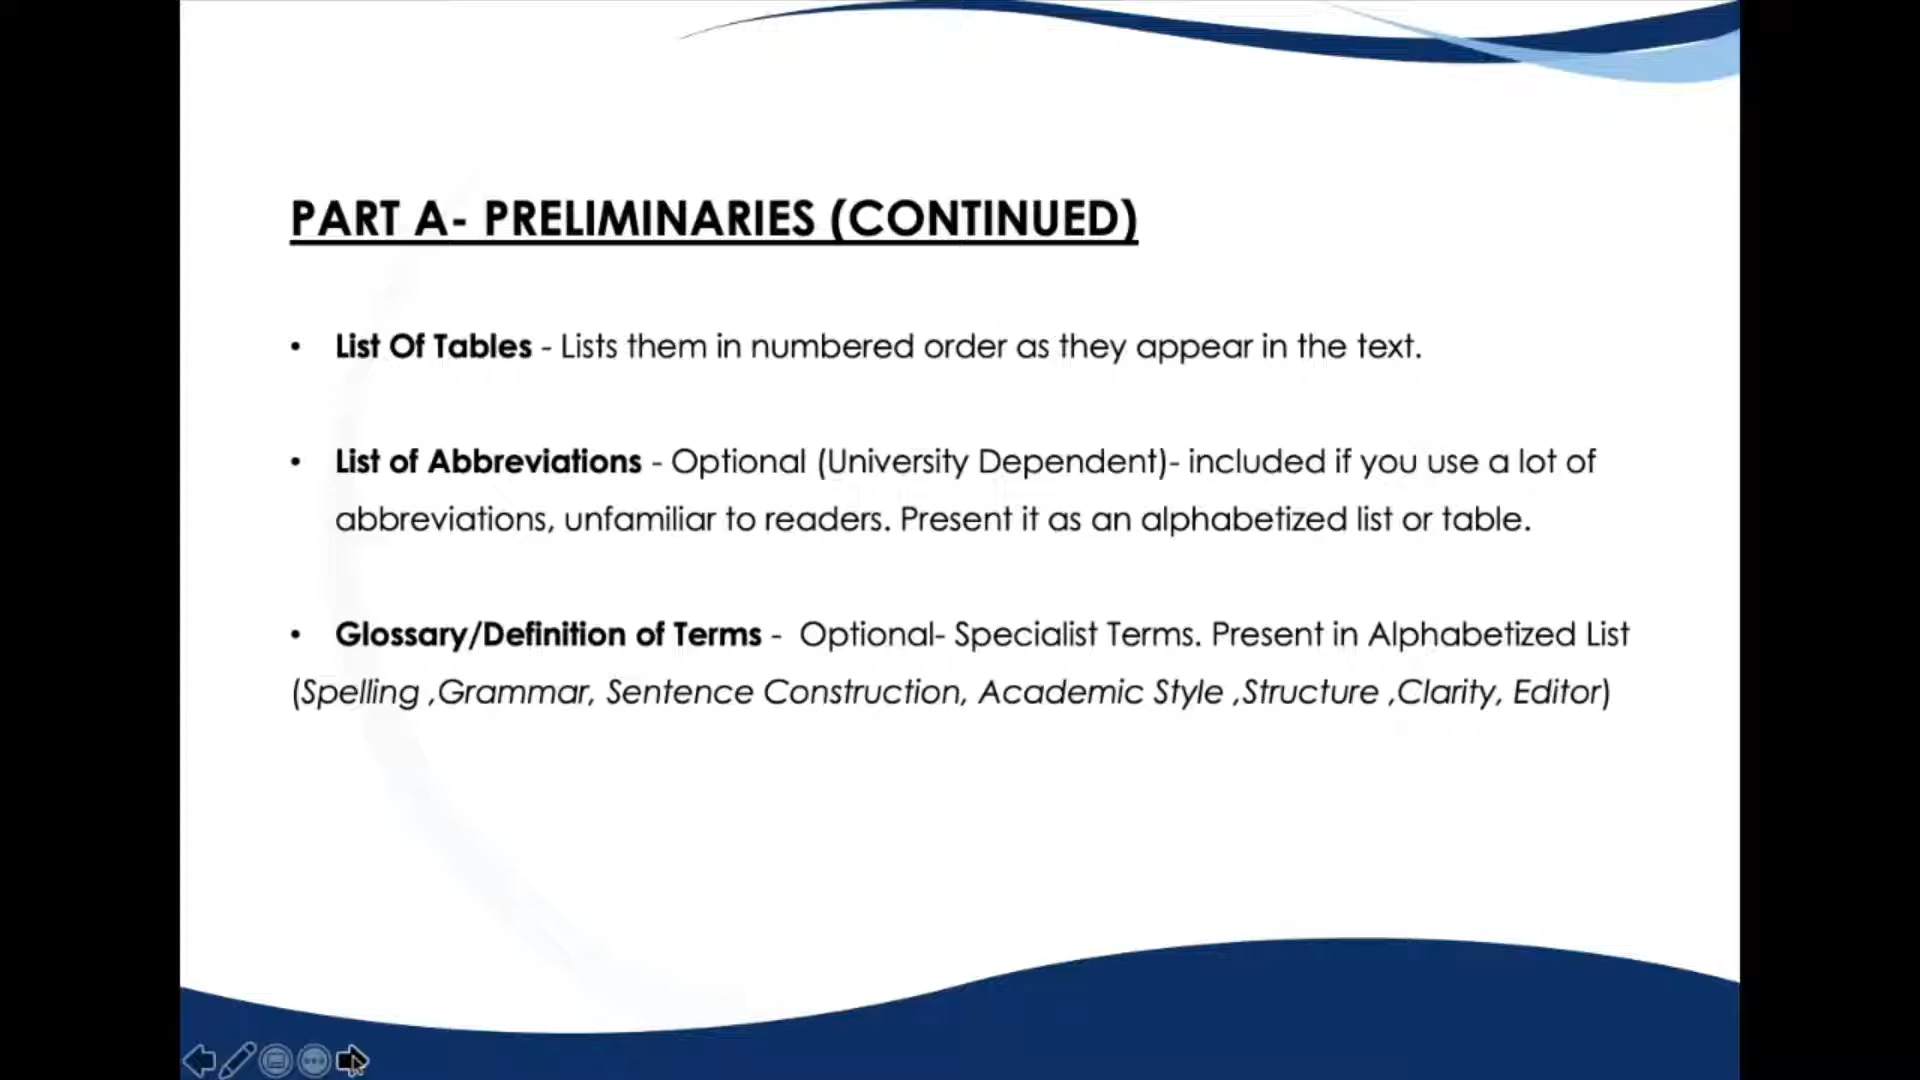 PART A- PRELIMINARIES (CONTINUED)
• List Of Tables - Lists them in numbered order as they appear in the text.
• List of Abbreviations - Optional (University Dependent)- included if you use a lot of
abbreviations, unfamiliar to readers. Present it as an alphabetized list or table.
• Glossary/Definition of Terms -  Optional- Specialist Terms. Present in Alphabetized List
(Spelling ,Grammar, Sentence Construction, Academic Style ,Structure ,Clarity, Editor)